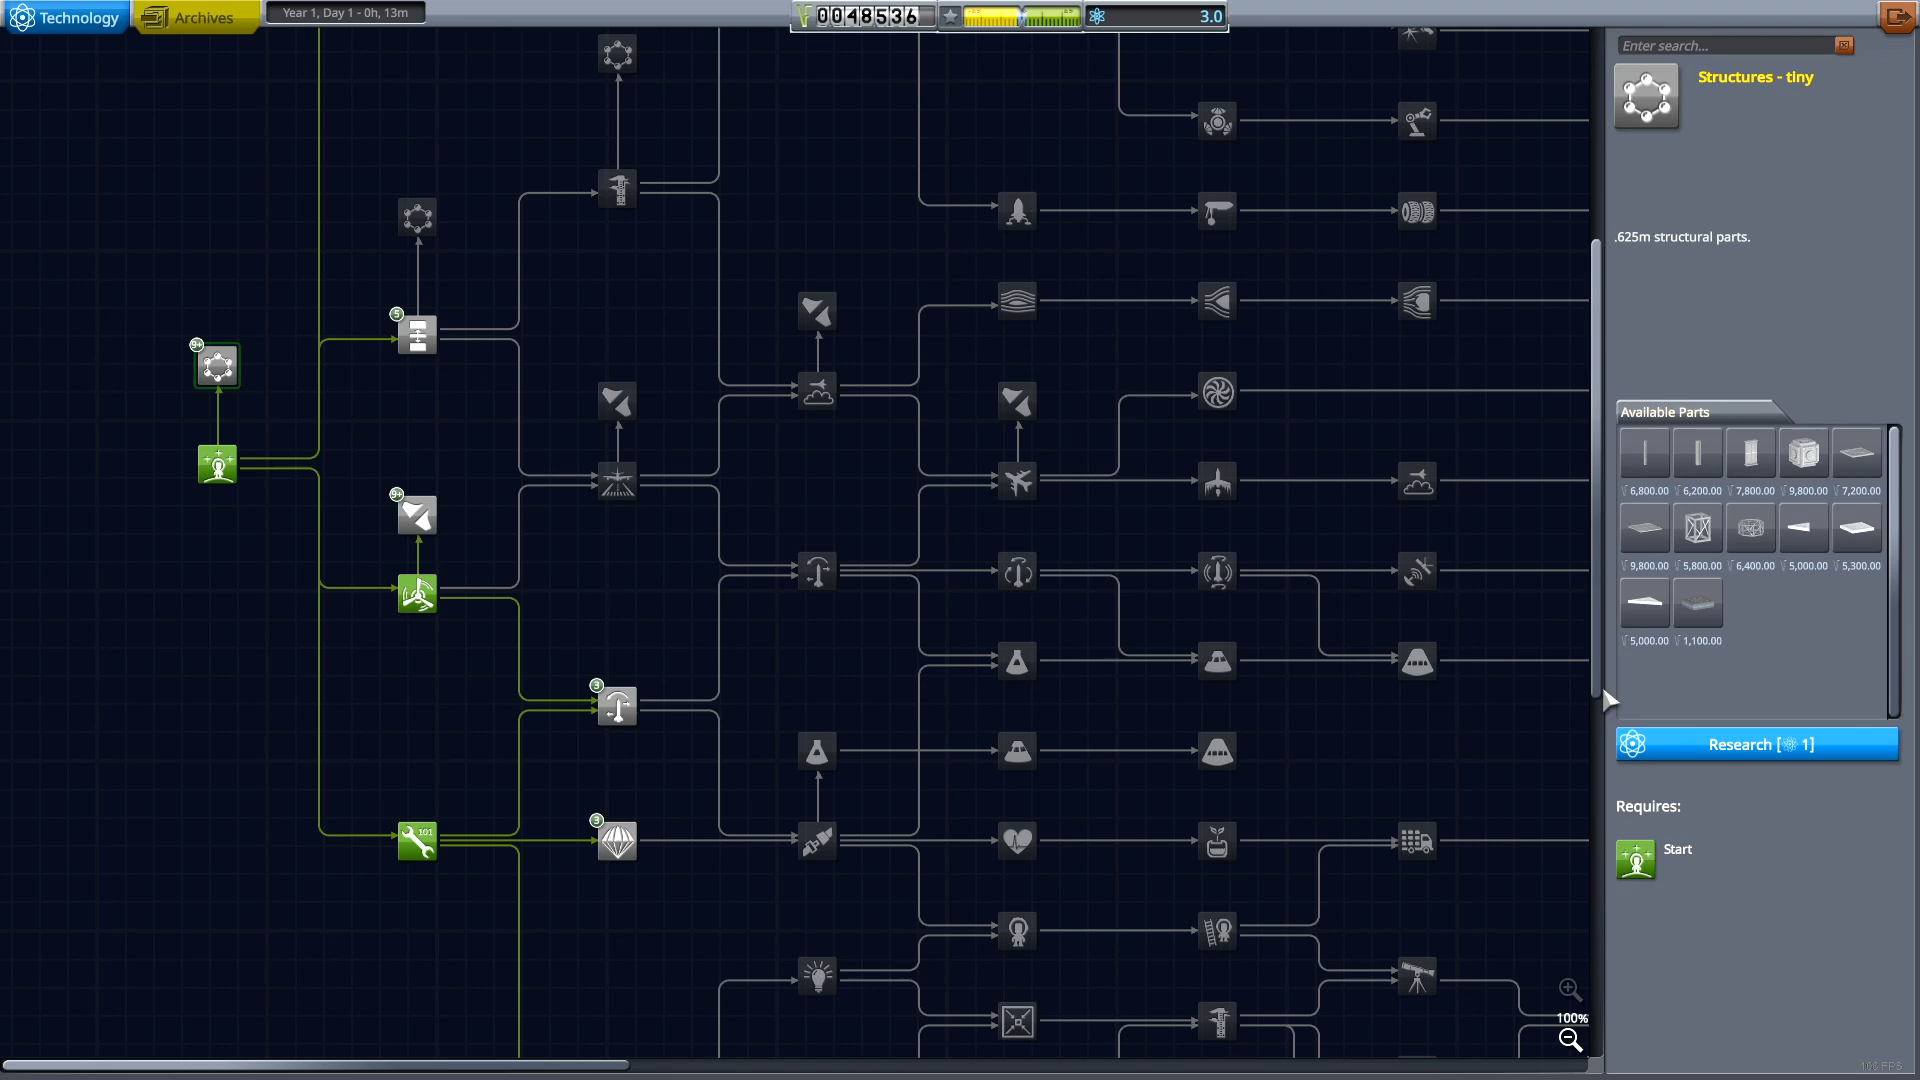 Technology
Archives
Year 1, Day 1 - 0h, 13m
0048536
3.0
Enter search...
Structures - tiny
.625m structural parts.
Available Parts
6,800.00 6,200.00 7,800.00 9,800.00 7,200.00
9,800.00 5,800.00 6,400.00 5,000.00 5,300.00
5,000.00 1,100.00
Research [ 1]
Requires:
Start
9+
5
9+
3
3
101
100%